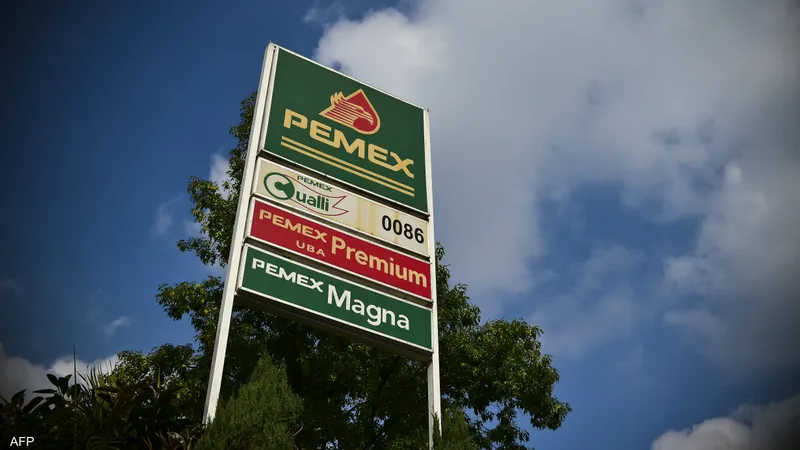 PEMEX
PEMEX
Cualli 0086
PEMEX Premium
UBA
PEMEX Magna
AFP